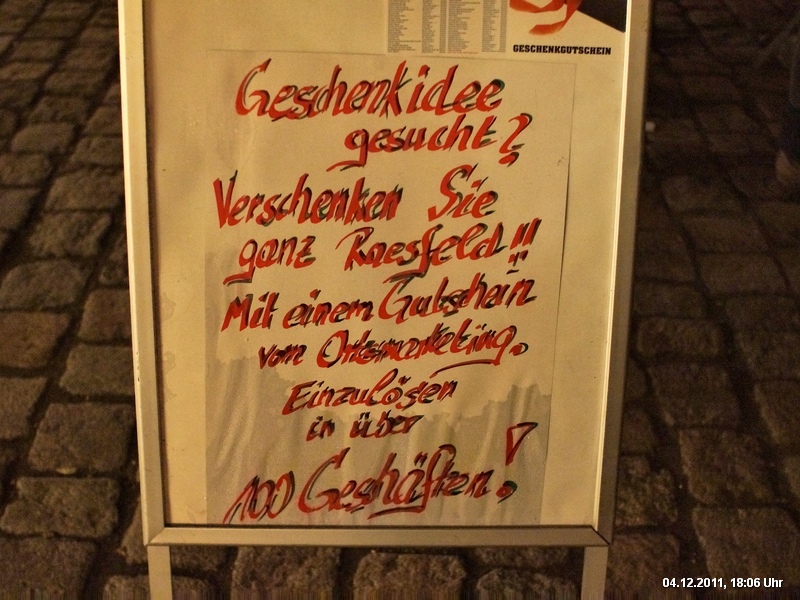 GESCHENKGUTSCHEIN
Geschenkidee
gesucht?
Verschenken Sie
ganz Raesfeld!!!
Mit einem Gutschein
vom Ortsmarketing.
Einzulösen
in über
100 Geschäften!
04.12.2011, 18:06 Uhr